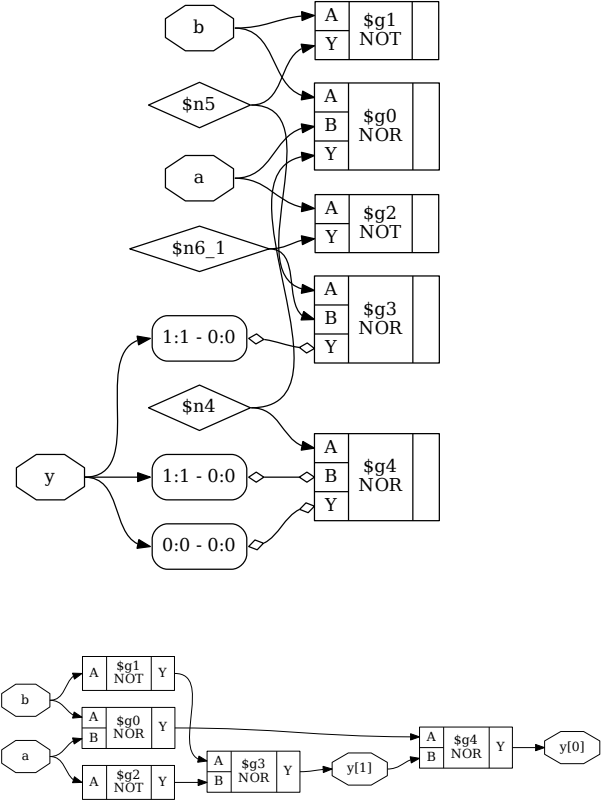 b
A
Y
$g1
NOT
$n5
A
B
Y
$g0
NOR
a
A
Y
$g2
NOT
$n6_1
A
B
Y
$g3
NOR
1:1 - 0:0
$n4
A
B
Y
$g4
NOR
y
1:1 - 0:0
0:0 - 0:0
b
A
$g1
NOT
Y
A
B
$g0
NOR
Y
a
A
$g2
NOT
Y
A
B
$g3
NOR
Y
y[1]
A
B
$g4
NOR
Y
y[0]